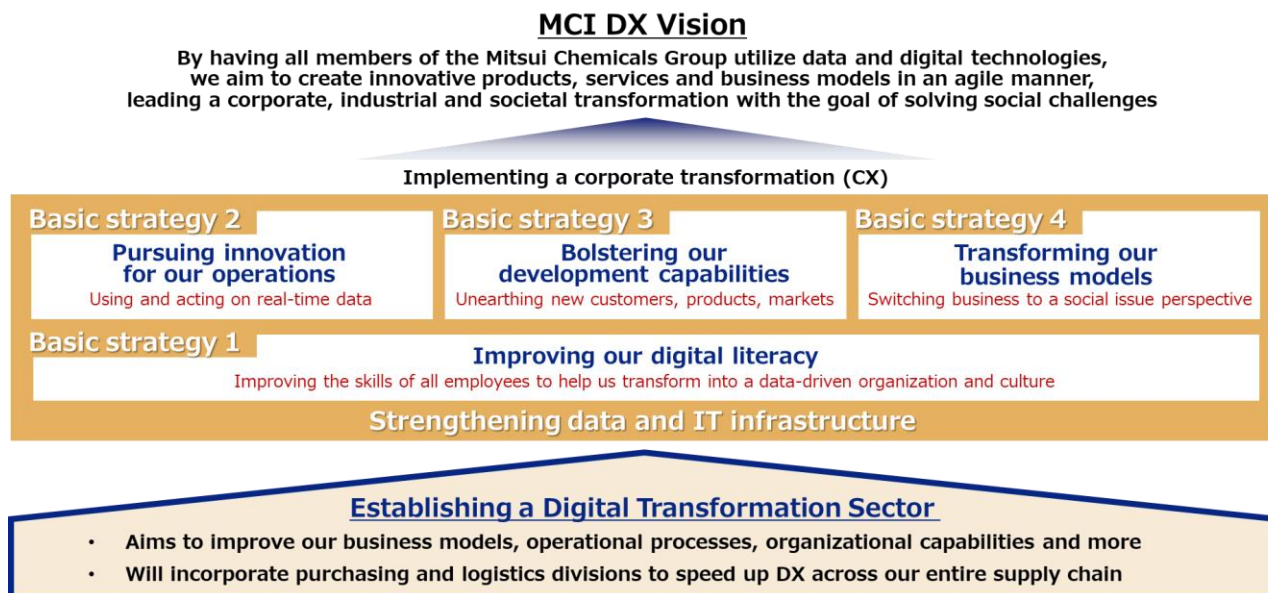 MCI DX Vision
By having all members of the Mitsui Chemicals Group utilize data and digital technologies,
we aim to create innovative products, services and business models in an agile manner,
leading a corporate, industrial and societal transformation with the goal of solving social challenges
Implementing a corporate transformation (CX)
Basic strategy 2
Pursuing innovation
for our operations
Using and acting on real-time data
Basic strategy 3
Bolstering our
development capabilities
Unearthing new customers, products, markets
Basic strategy 4
Transforming our
business models
Switching business to a social issue perspective
Basic strategy 1
Improving our digital literacy
Improving the skills of all employees to help us transform into a data-driven organization and culture
Strengthening data and IT infrastructure
Establishing a Digital Transformation Sector
• Aims to improve our business models, operational processes, organizational capabilities and more
• Will incorporate purchasing and logistics divisions to speed up DX across our entire supply chain